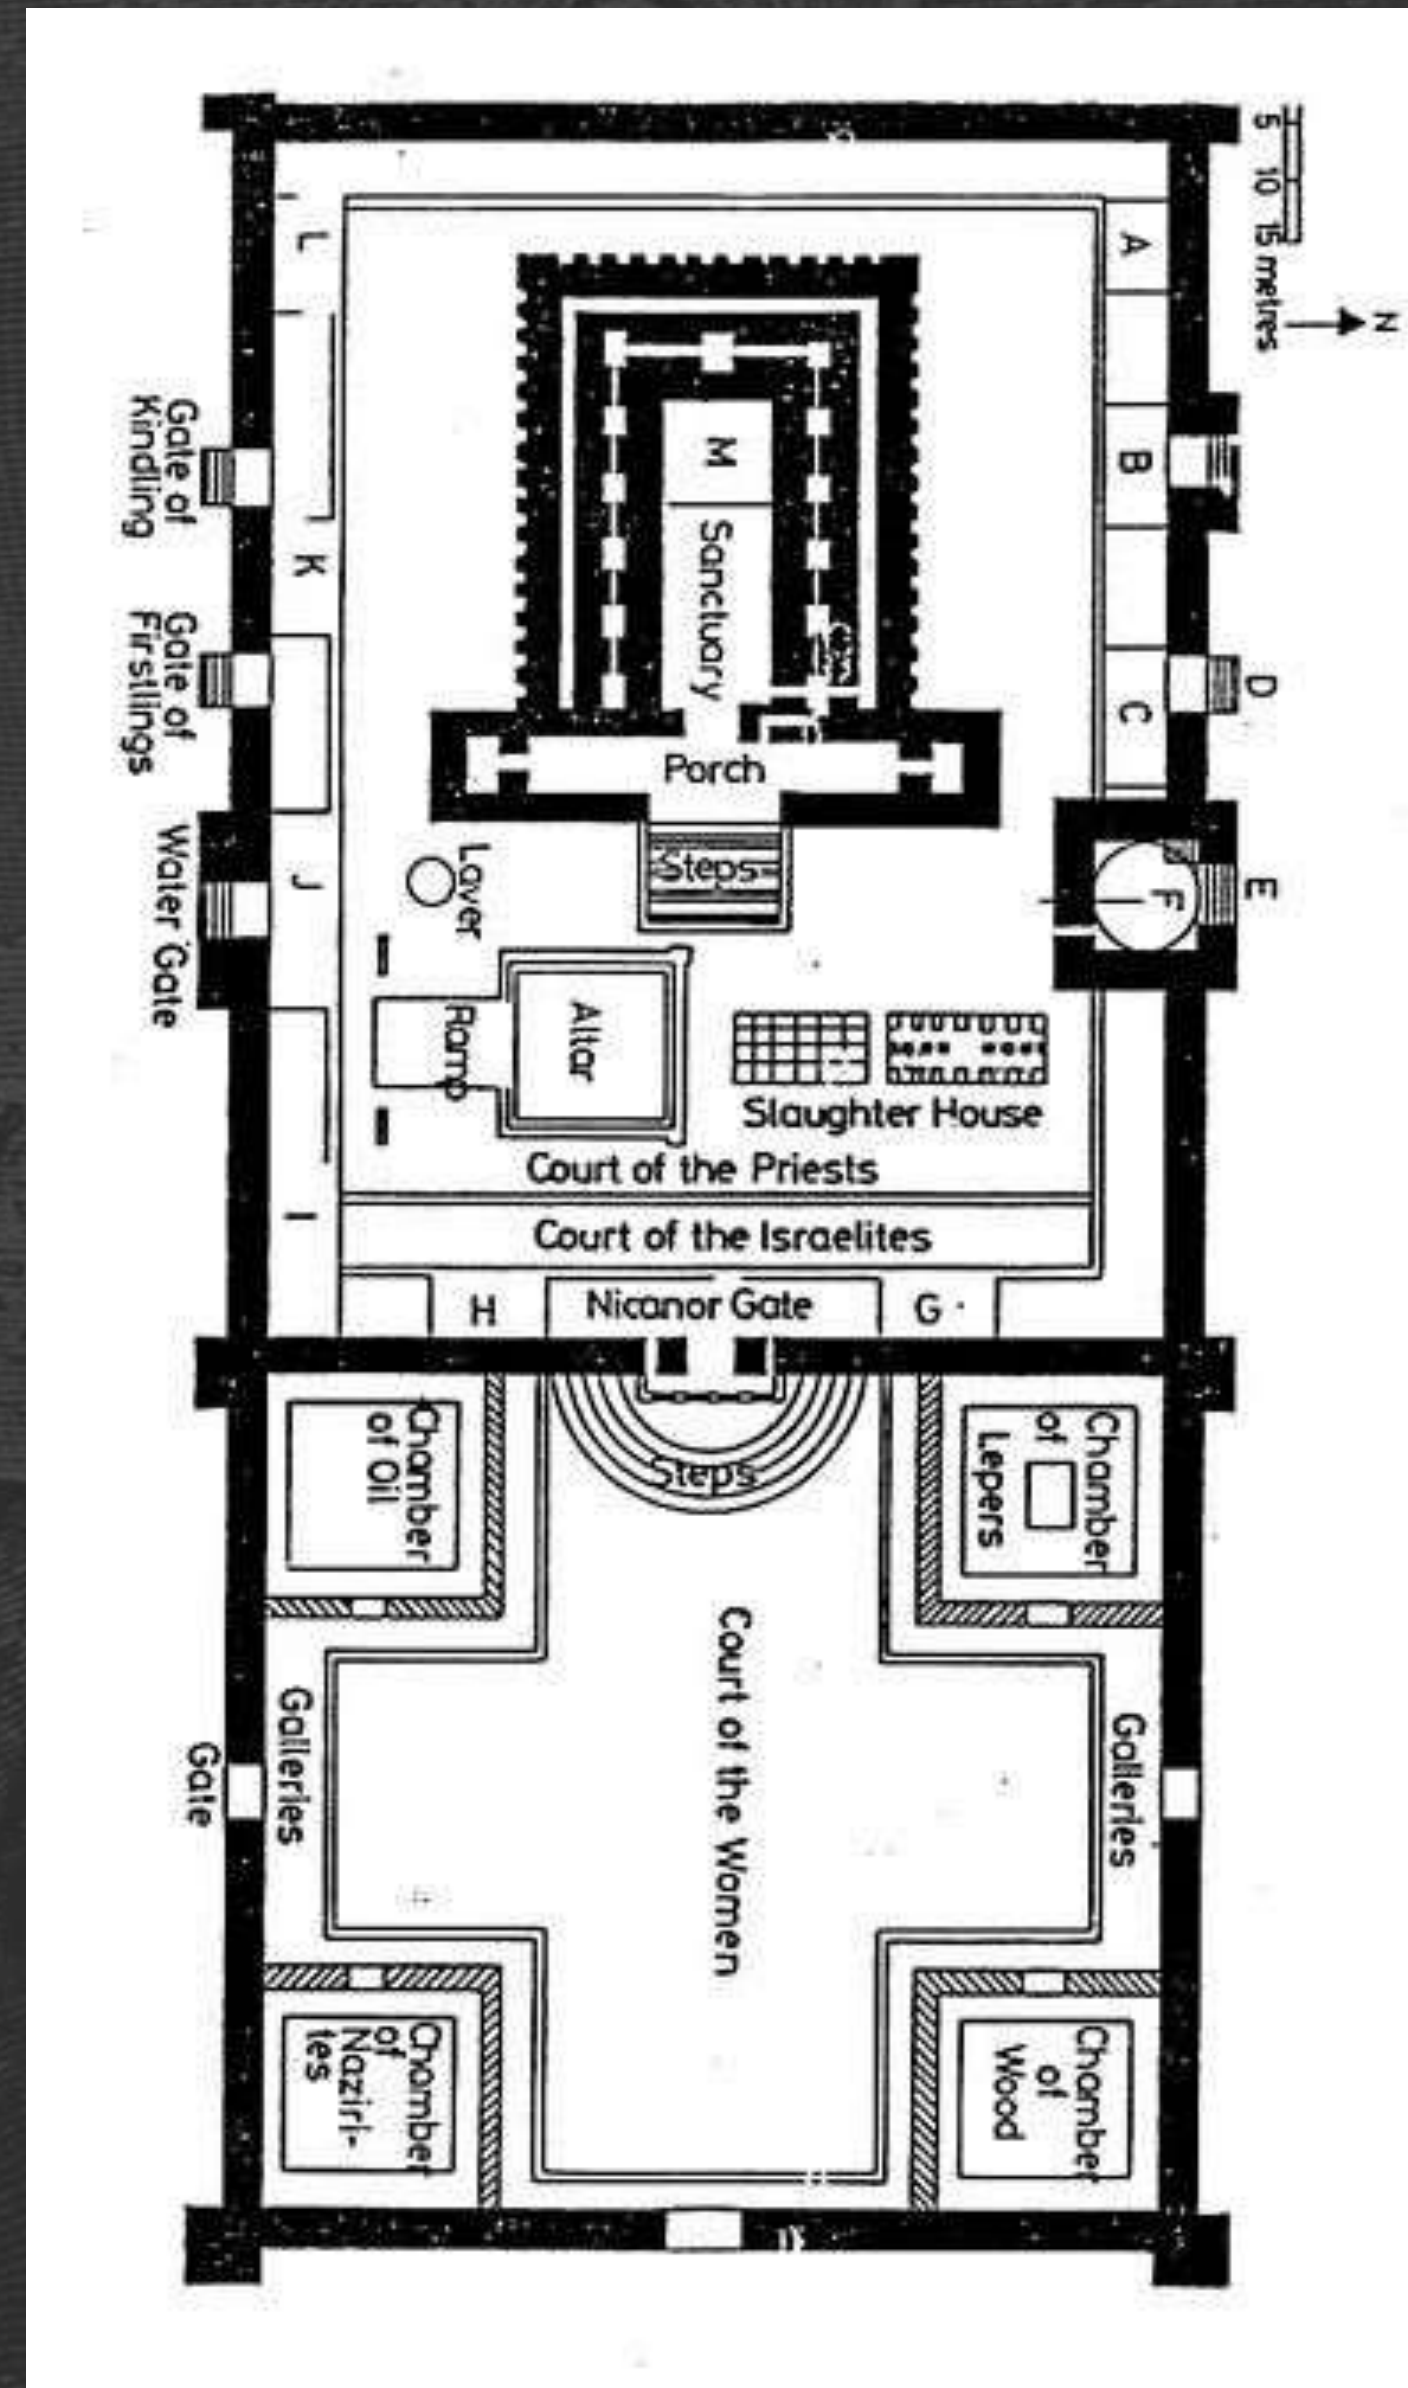 5 10 15 metres
N
L
A
Gate of
Kindling
M
B
Sanctuary
K
Gate of
Firstlings
C
D
Porch
Water Gate
J
Laver
Steps
F
E
Ramp
Altar
Slaughter House
Court of the Priests
I
Court of the Israelites
H
Nicanor Gate
G
Chamber
of Oil
Steps
Chamber
of
Lepers
Court of the Women
Galleries
Galleries
Gate
Chamber
of
Naziri-
tes
Chamber
of
Wood